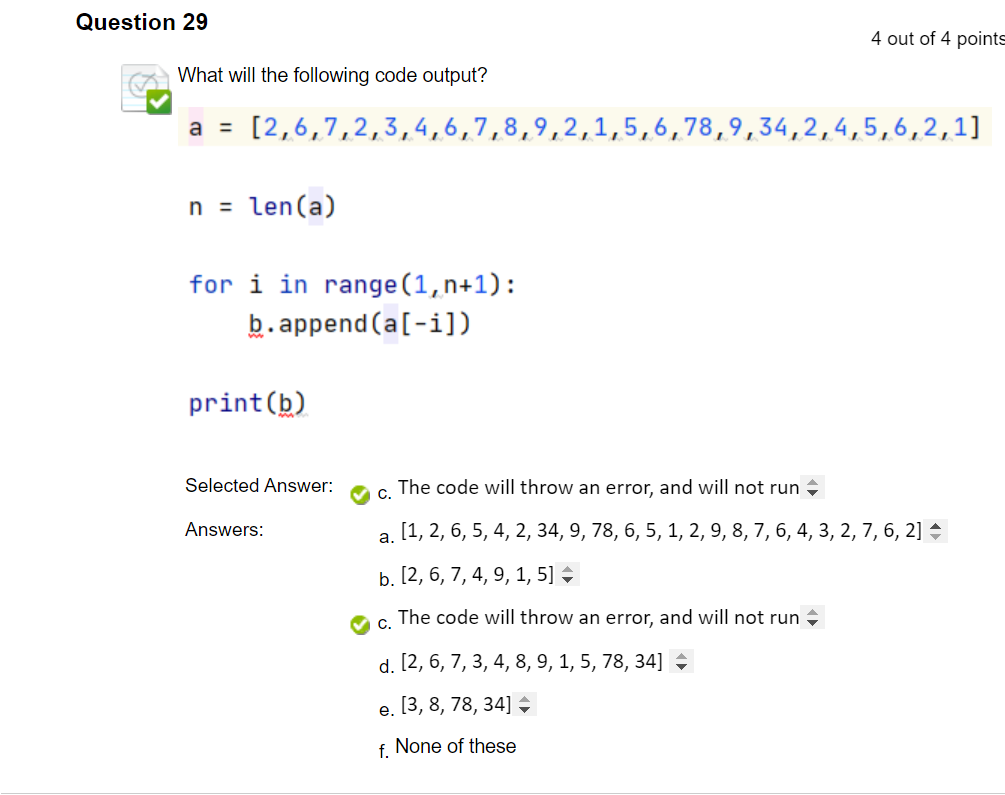 Question 29
4 out of 4 points
What will the following code output?
a = [2,6,7,2,3,4,6,7,8,9,2,1,5,6,78,9,34,2,4,5,6,2,1]
n = len(a)
for i in range(1,n+1):
b.append(a[-i])
print(b)
Selected Answer: c. The code will throw an error, and will not run
Answers: a. [1, 2, 6, 5, 4, 2, 34, 9, 78, 6, 5, 1, 2, 9, 8, 7, 6, 4, 3, 2, 7, 6, 2]
b. [2, 6, 7, 4, 9, 1, 5]
c. The code will throw an error, and will not run
d. [2, 6, 7, 3, 4, 8, 9, 1, 5, 78, 34]
e. [3, 8, 78, 34]
f. None of these